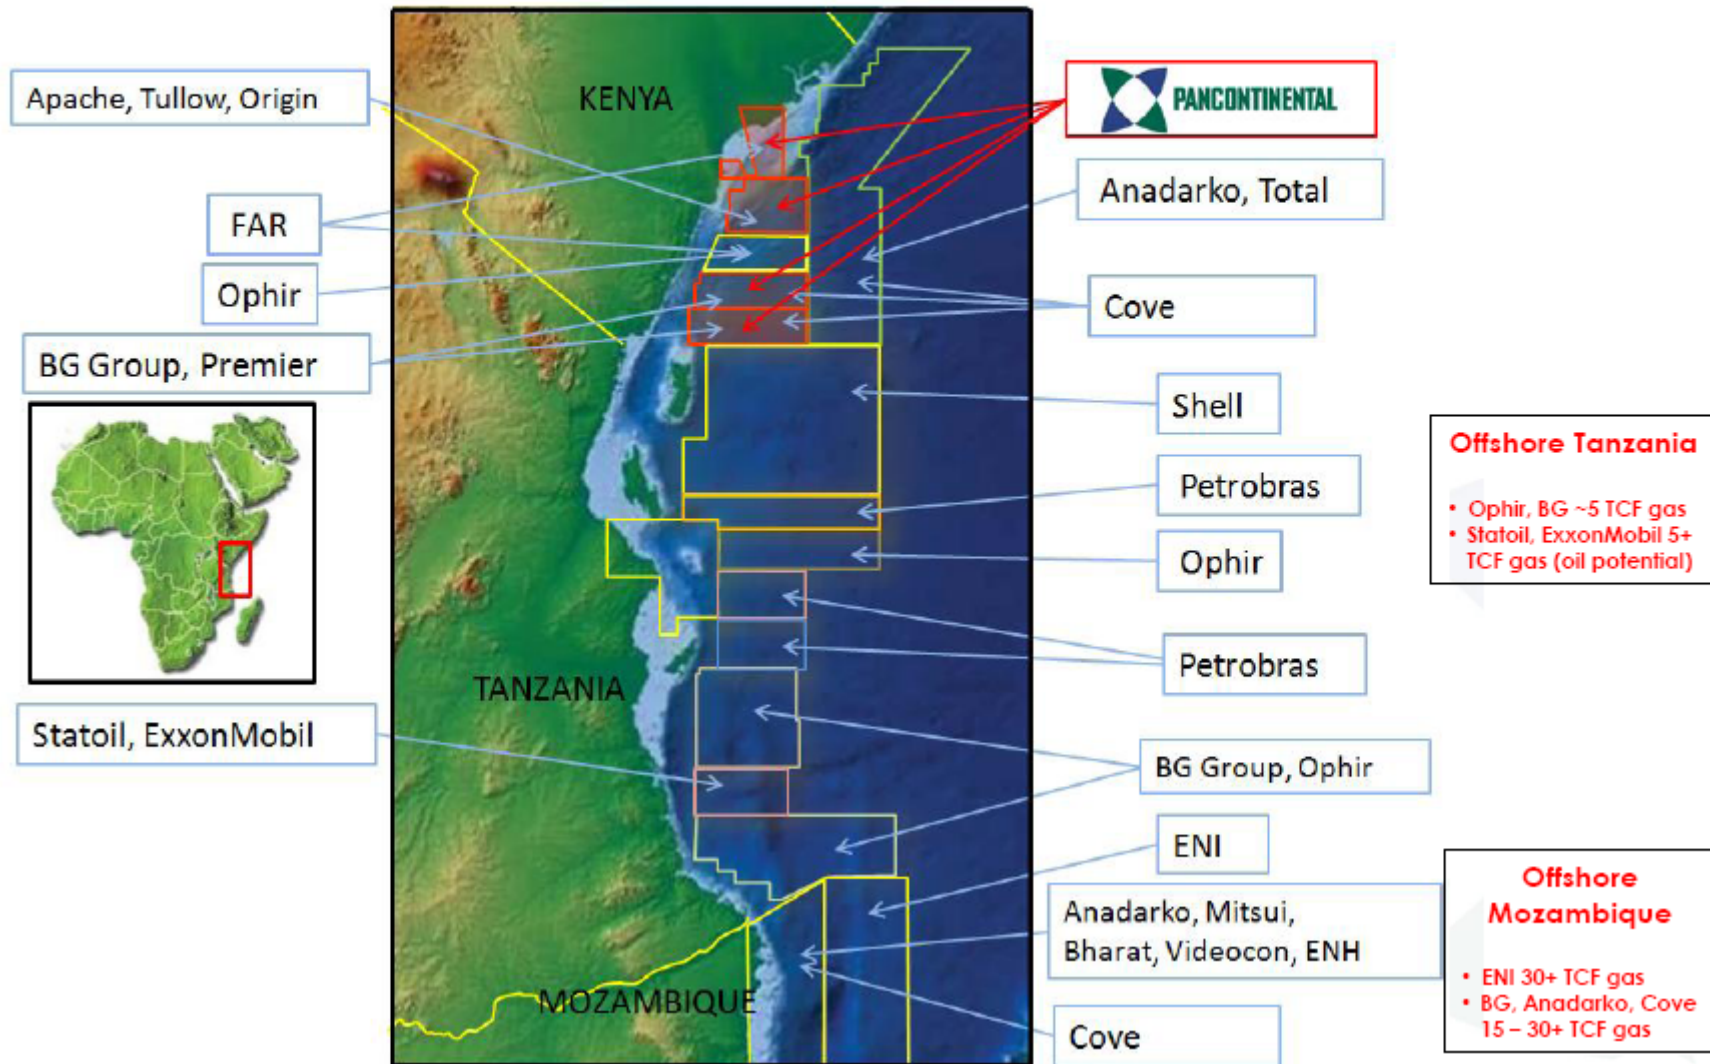 KENYA
Apache, Tullow, Origin
PANCONTINENTAL
FAR
Anadarko, Total
Ophir
Cove
BG Group, Premier
Shell
Offshore Tanzania
• Ophir, BG ~5 TCF gas
• Statoil, ExxonMobil 5+
TCF gas (oil potential)
Petrobras
Ophir
Petrobras
TANZANIA
Statoil, ExxonMobil
BG Group, Ophir
ENI
Offshore
Mozambique
• ENI 30+ TCF gas
• BG, Anadarko, Cove
15 – 30+ TCF gas
Anadarko, Mitsui,
Bharat, Videocon, ENH
MOZAMBIQUE
Cove